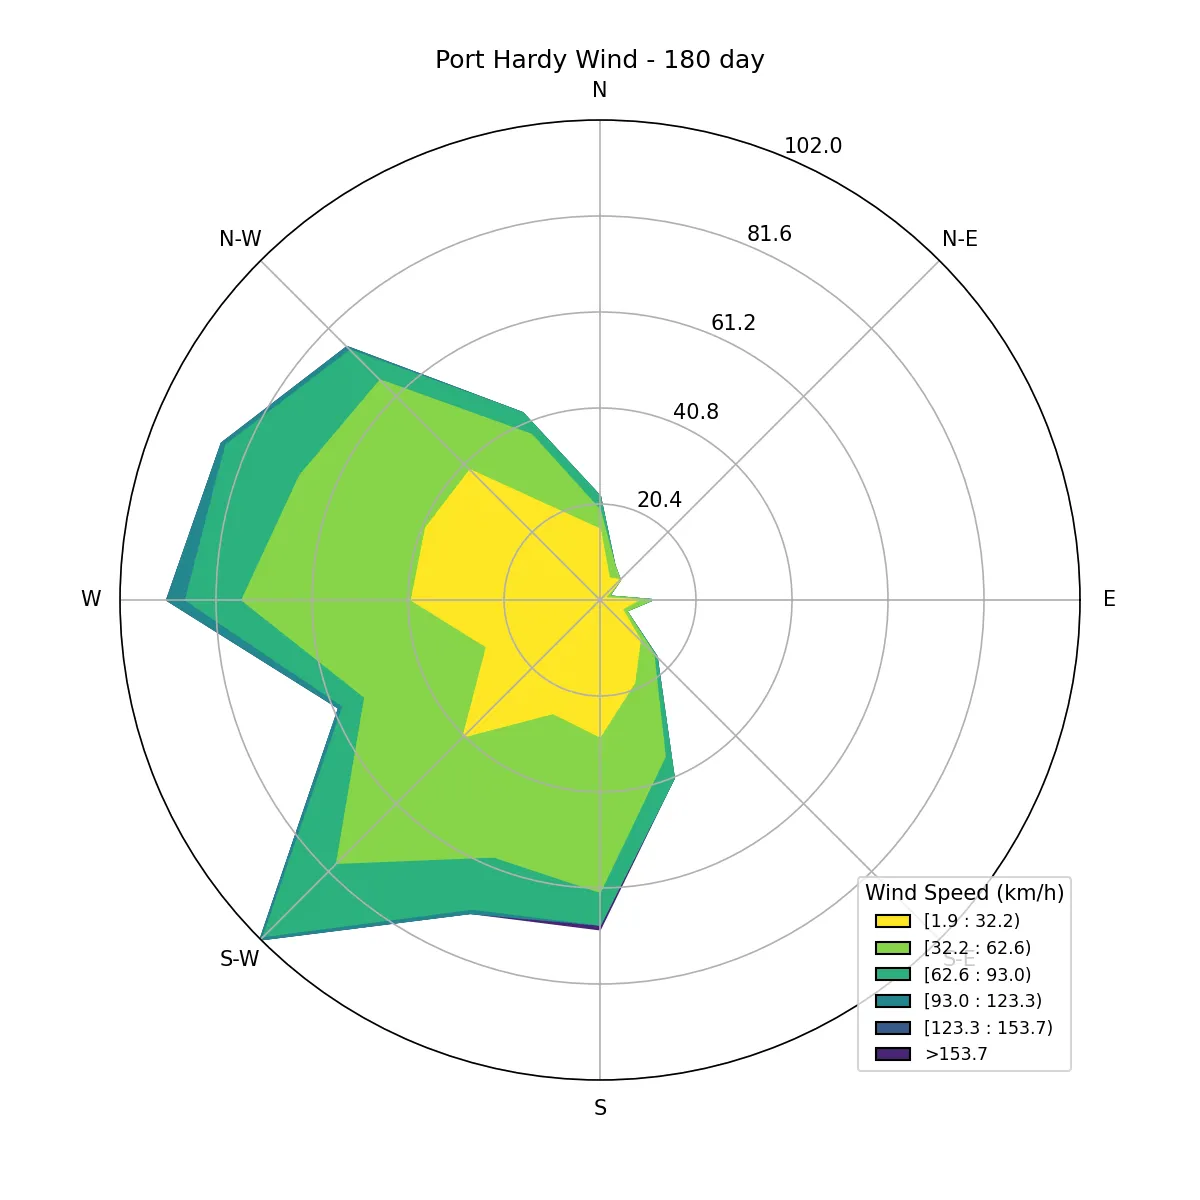 Port Hardy Wind - 180 day
N
102.0
N-W
N-E
81.6
61.2
40.8
20.4
W
E
S-W
S-E
S
Wind Speed (km/h)
[1.9 : 32.2)
[32.2 : 62.6)
[62.6 : 93.0)
[93.0 : 123.3)
[123.3 : 153.7)
>153.7